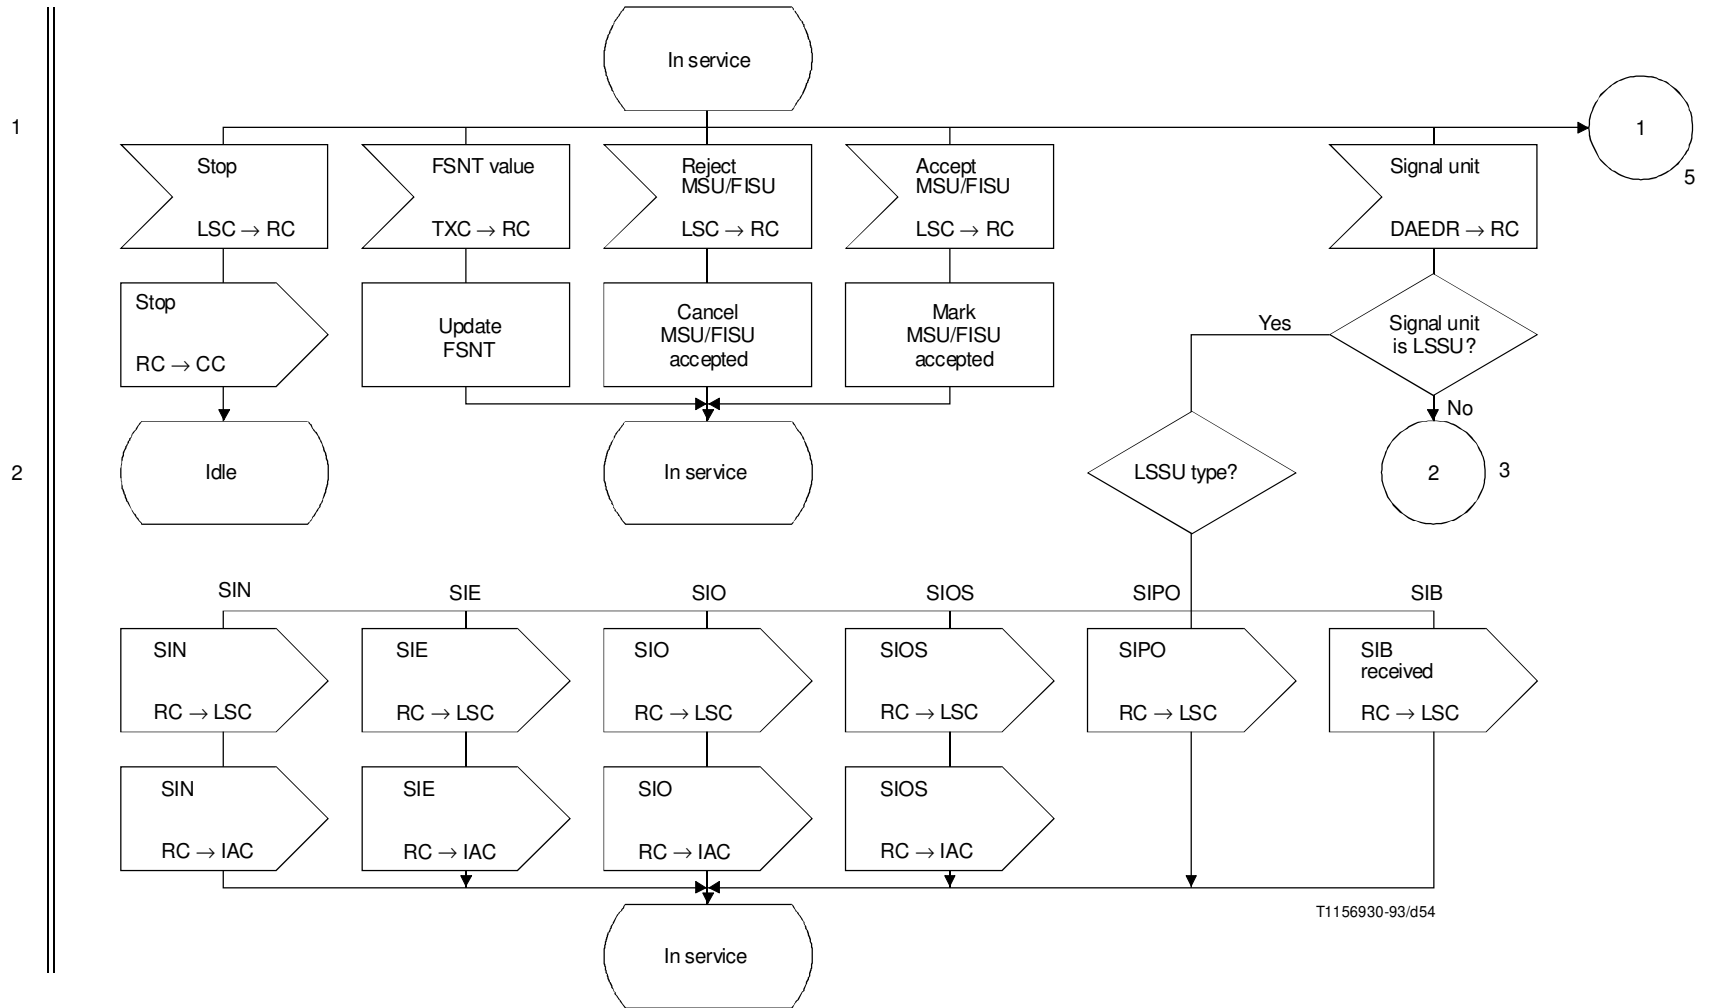 In service
1
1
5
Stop
LSC → RC
FSNT value
TXC → RC
Reject
MSU/FISU
LSC → RC
Accept
MSU/FISU
LSC → RC
Signal unit
DAEDR → RC
Stop
RC → CC
Update
FSNT
Cancel
MSU/FISU
accepted
Mark
MSU/FISU
accepted
Yes
Signal unit
is LSSU?
No
2
Idle
In service
LSSU type?
2
3
SIN
SIE
SIO
SIOS
SIPO
SIB
SIN
RC → LSC
SIE
RC → LSC
SIO
RC → LSC
SIOS
RC → LSC
SIPO
RC → LSC
SIB
received
RC → LSC
SIN
RC → IAC
SIE
RC → IAC
SIO
RC → IAC
SIOS
RC → IAC
T1156930-93/d54
In service